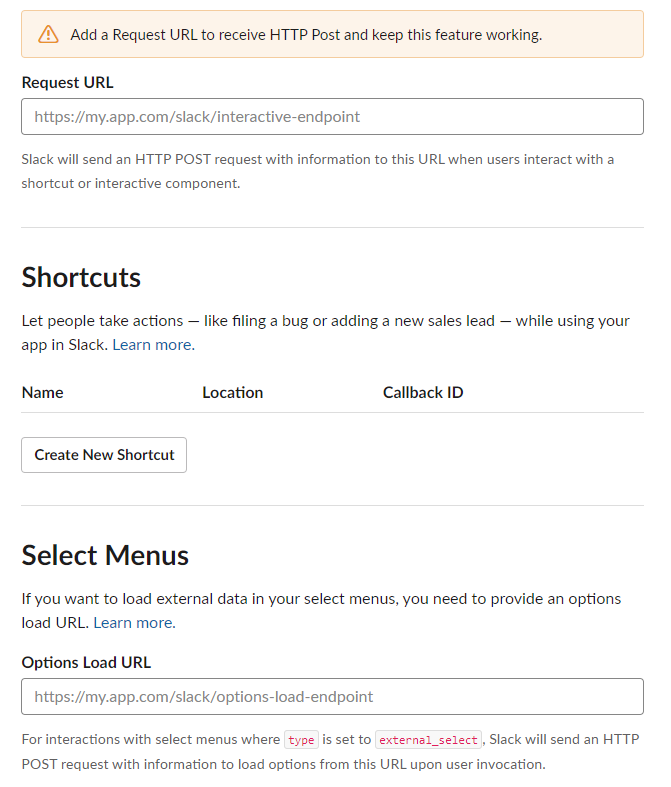 Add a Request URL to receive HTTP Post and keep this feature working.
Request URL
https://my.app.com/slack/interactive-endpoint
Slack will send an HTTP POST request with information to this URL when users interact with a
shortcut or interactive component.
Shortcuts
Let people take actions — like filing a bug or adding a new sales lead — while using your
app in Slack. Learn more.
Name Location Callback ID
Create New Shortcut
Select Menus
If you want to load external data in your select menus, you need to provide an options
load URL. Learn more.
Options Load URL
https://my.app.com/slack/options-load-endpoint
For interactions with select menus where type is set to external_select, Slack will send an HTTP
POST request with information to load options from this URL upon user invocation.